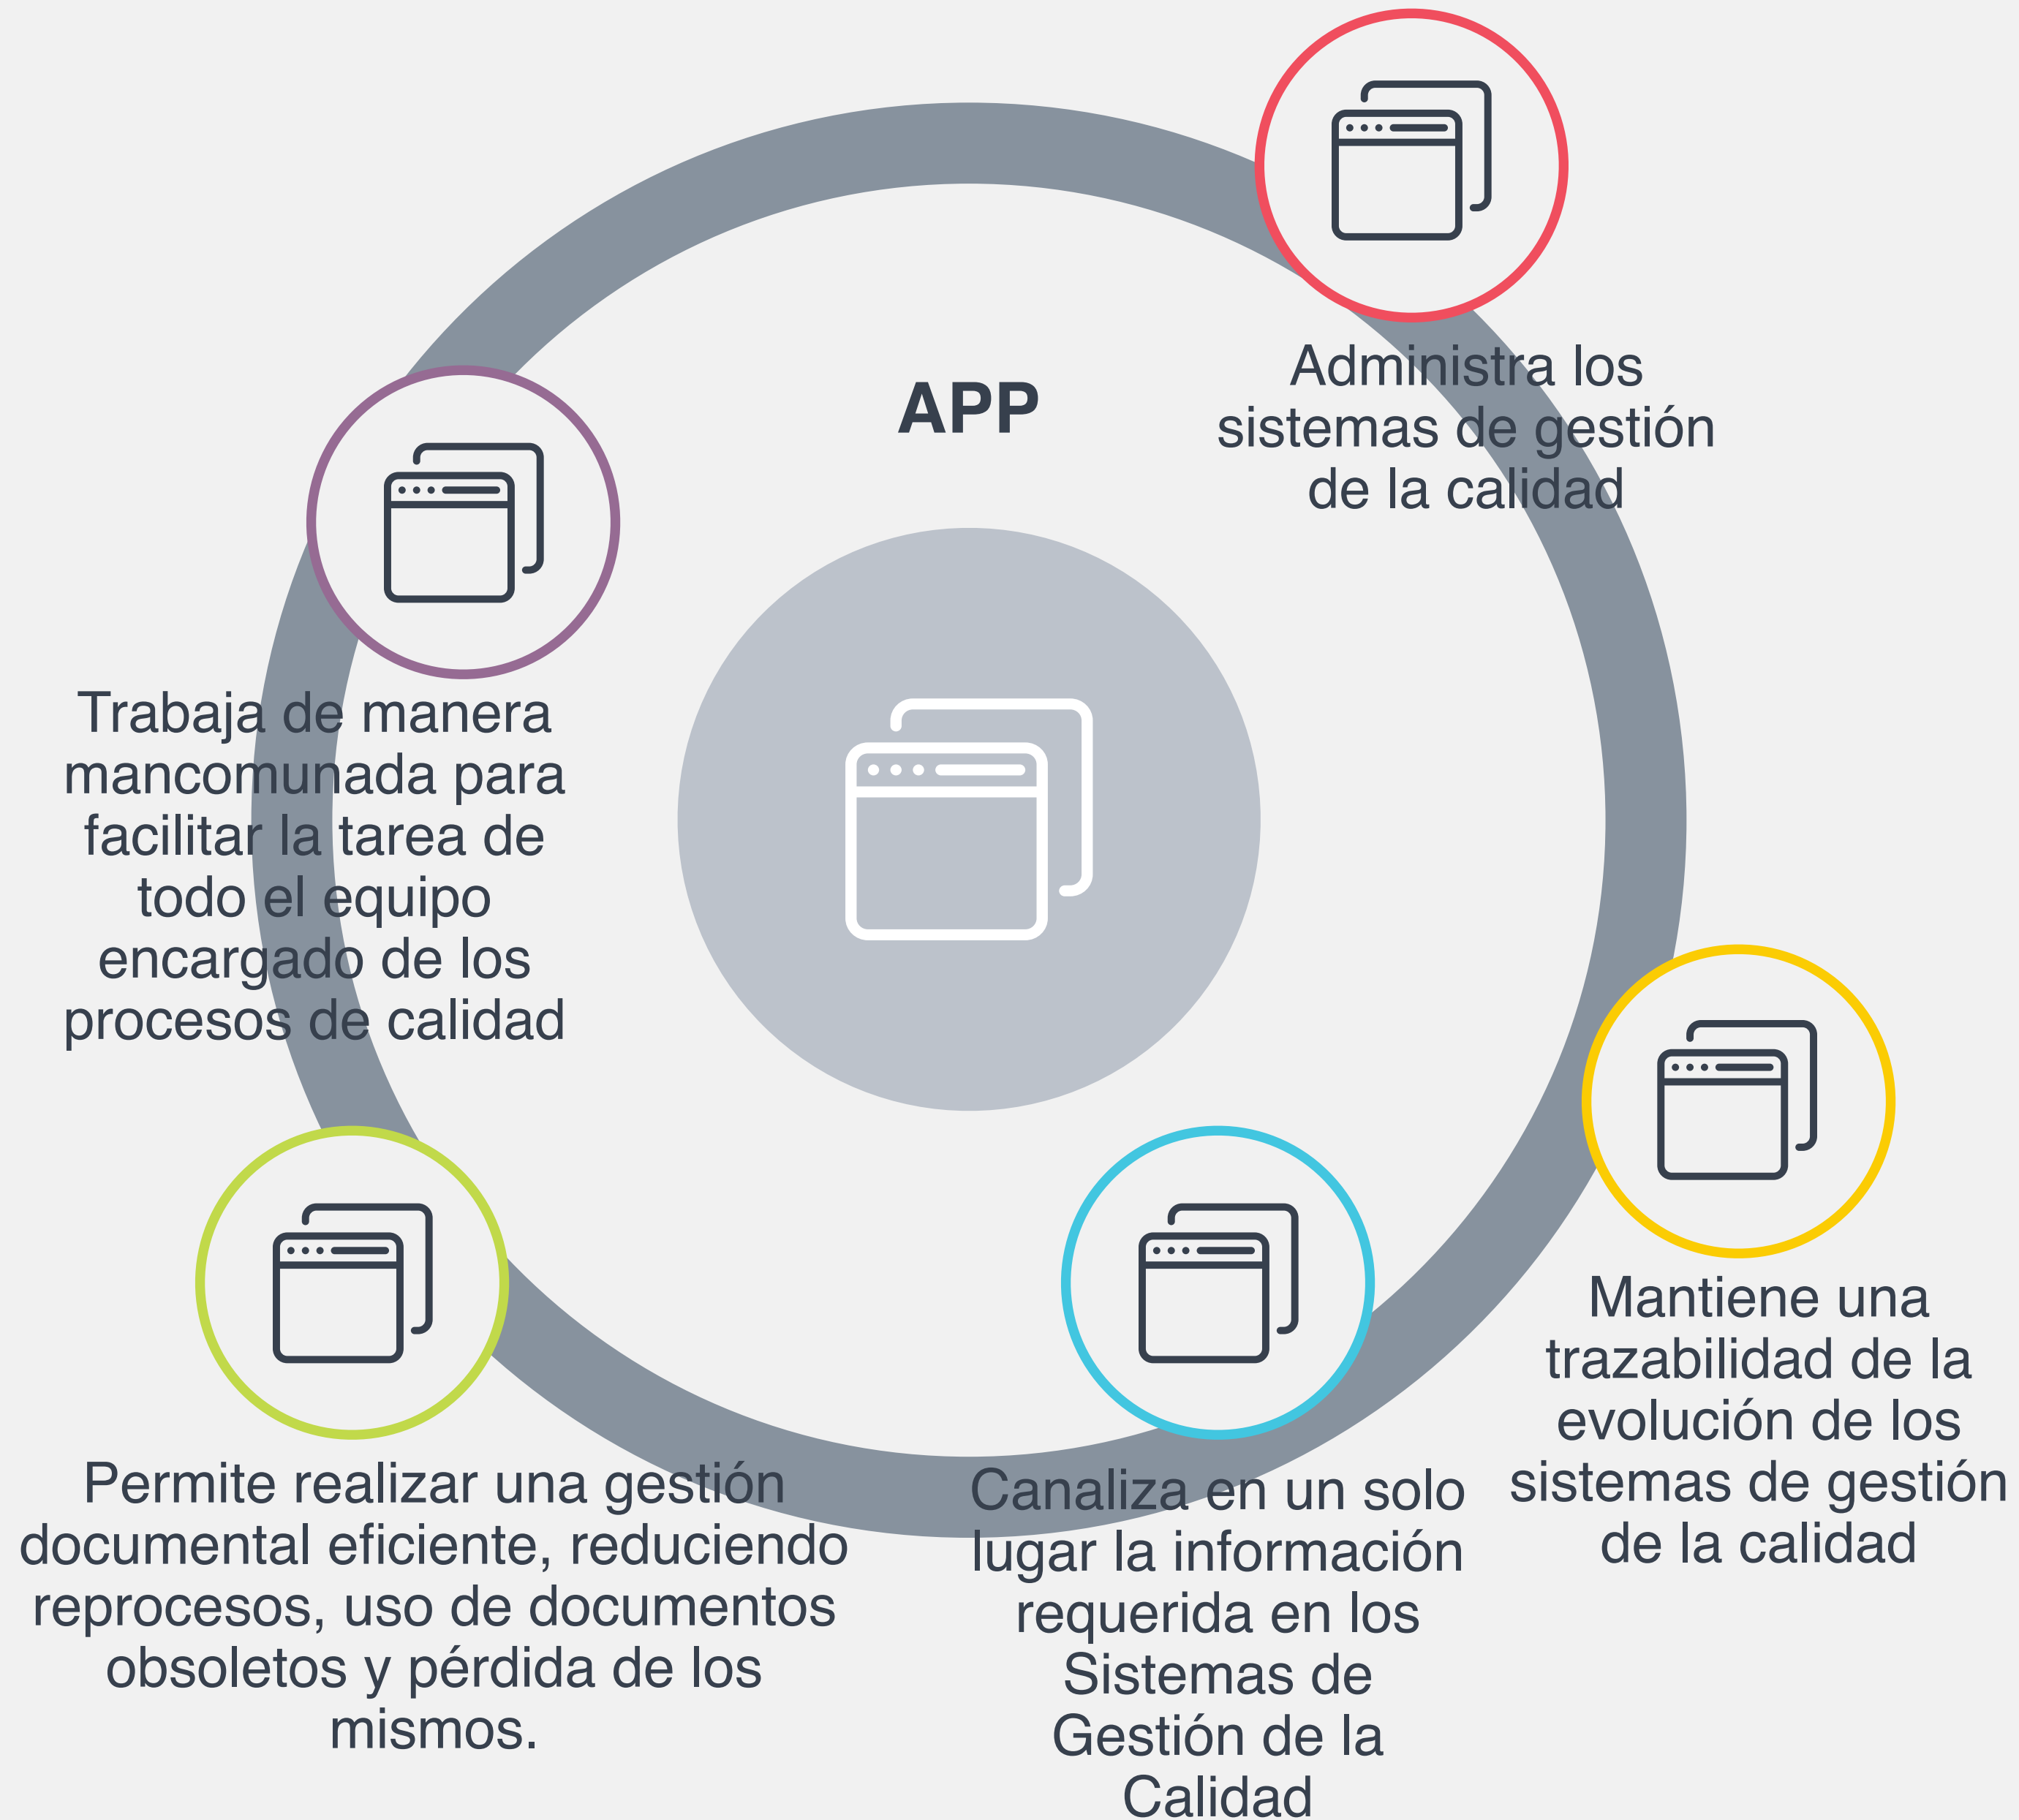 APP
Administra los
sistemas de gestión
de la calidad
Mantiene una
trazabilidad de la
evolución de los
sistemas de gestión
de la calidad
Canaliza en un solo
lugar la información
requerida en los
Sistemas de
Gestión de la
Calidad
Permite realizar una gestión
documental eficiente, reduciendo
reprocesos, uso de documentos
obsoletos y pérdida de los
mismos.
Trabaja de manera
mancomunada para
facilitar la tarea de
todo el equipo
encargado de los
procesos de calidad